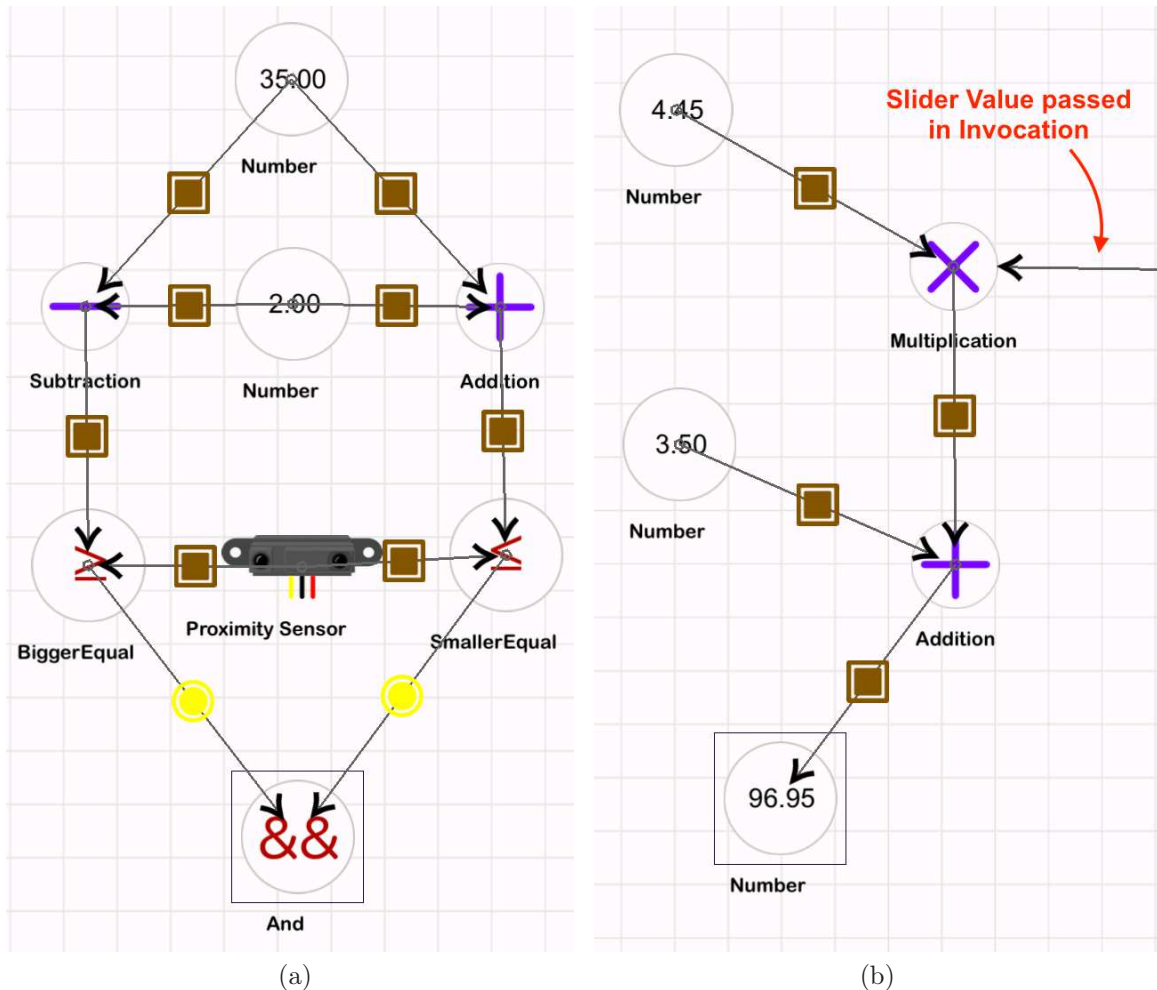 35.00
Number
2.00
Subtraction
Number
Addition
Proximity Sensor
BiggerEqual
SmallerEqual
&&
And
(a)
4.45
Slider Value passed
in Invocation
Number
Multiplication
3.50
Number
Addition
96.95
Number
(b)